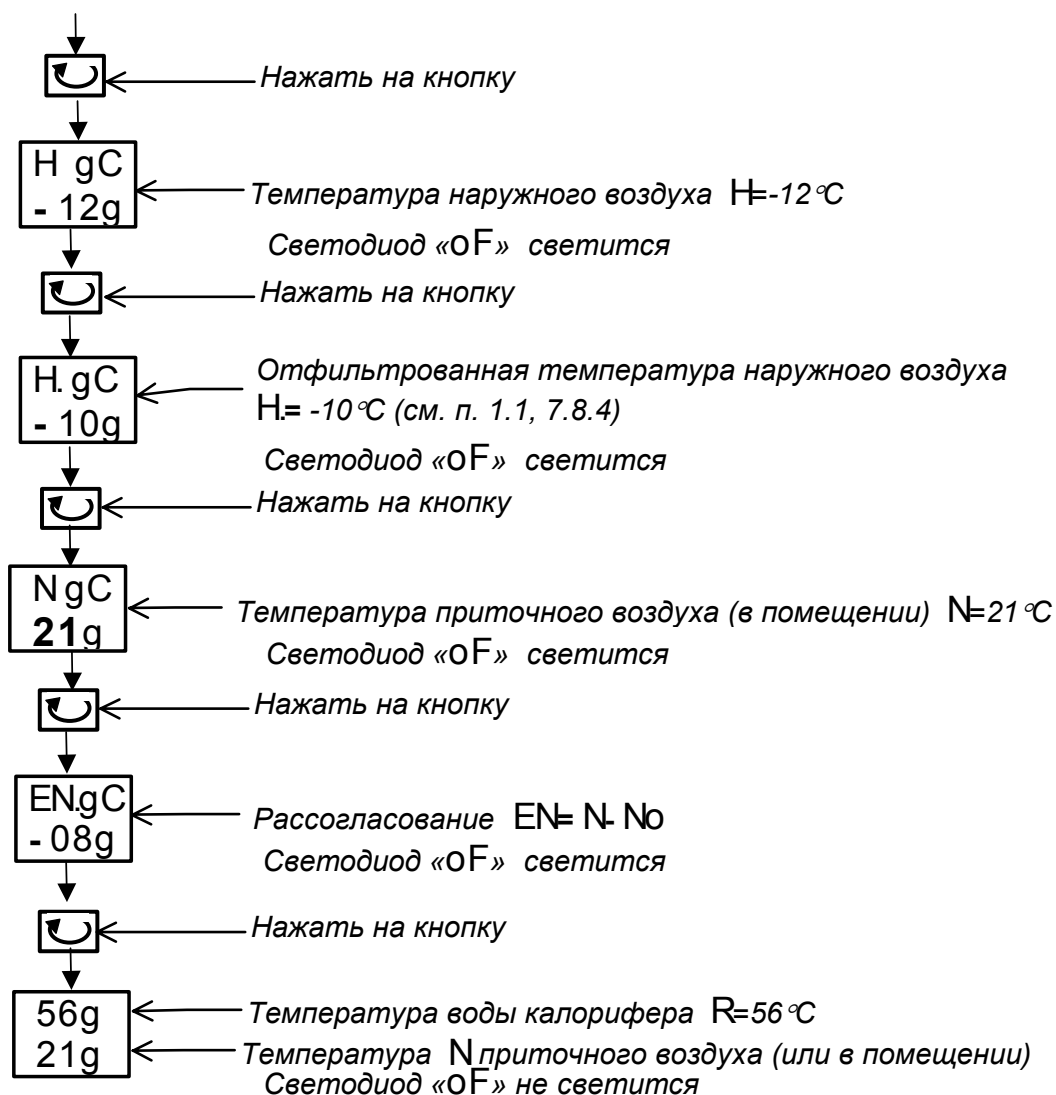 Нажать на кнопку
H gC
- 12g
Температура наружного воздуха H=-12°C
Светодиод «oF» светится
Нажать на кнопку
H. gC
- 10g
Отфильтрованная температура наружного воздуха
H.= -10°C (см. п. 1.1, 7.8.4)
Светодиод «oF» светится
Нажать на кнопку
N gC
21g
Температура приточного воздуха (в помещении) N=21°C
Светодиод «oF» светится
Нажать на кнопку
EN.gC
- 08g
Рассогласование EN= N- No
Светодиод «oF» светится
Нажать на кнопку
56g
Температура воды калорифера R=56°C
21g
Температура N приточного воздуха (или в помещении)
Светодиод «oF» не светится